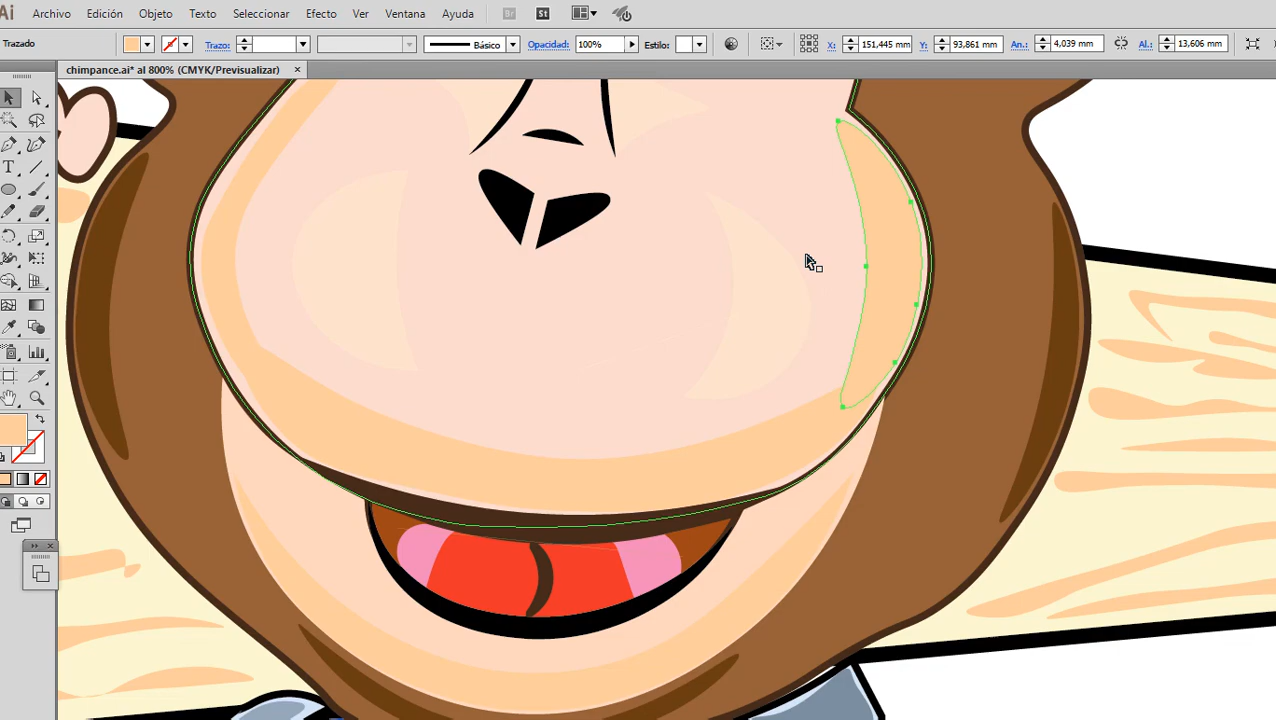 Ai Archivo Edición Objeto Texto Seleccionar Efecto Ver Ventana Ayuda Br St
Trazado Trazo: Básico Opacidad: 100% Estilo: X: 151,445 mm Y: 93,861 mm An.: 4,039 mm Al.: 13,606 mm
chimpance.ai* al 800% (CMYK/Previsualizar) ×
T